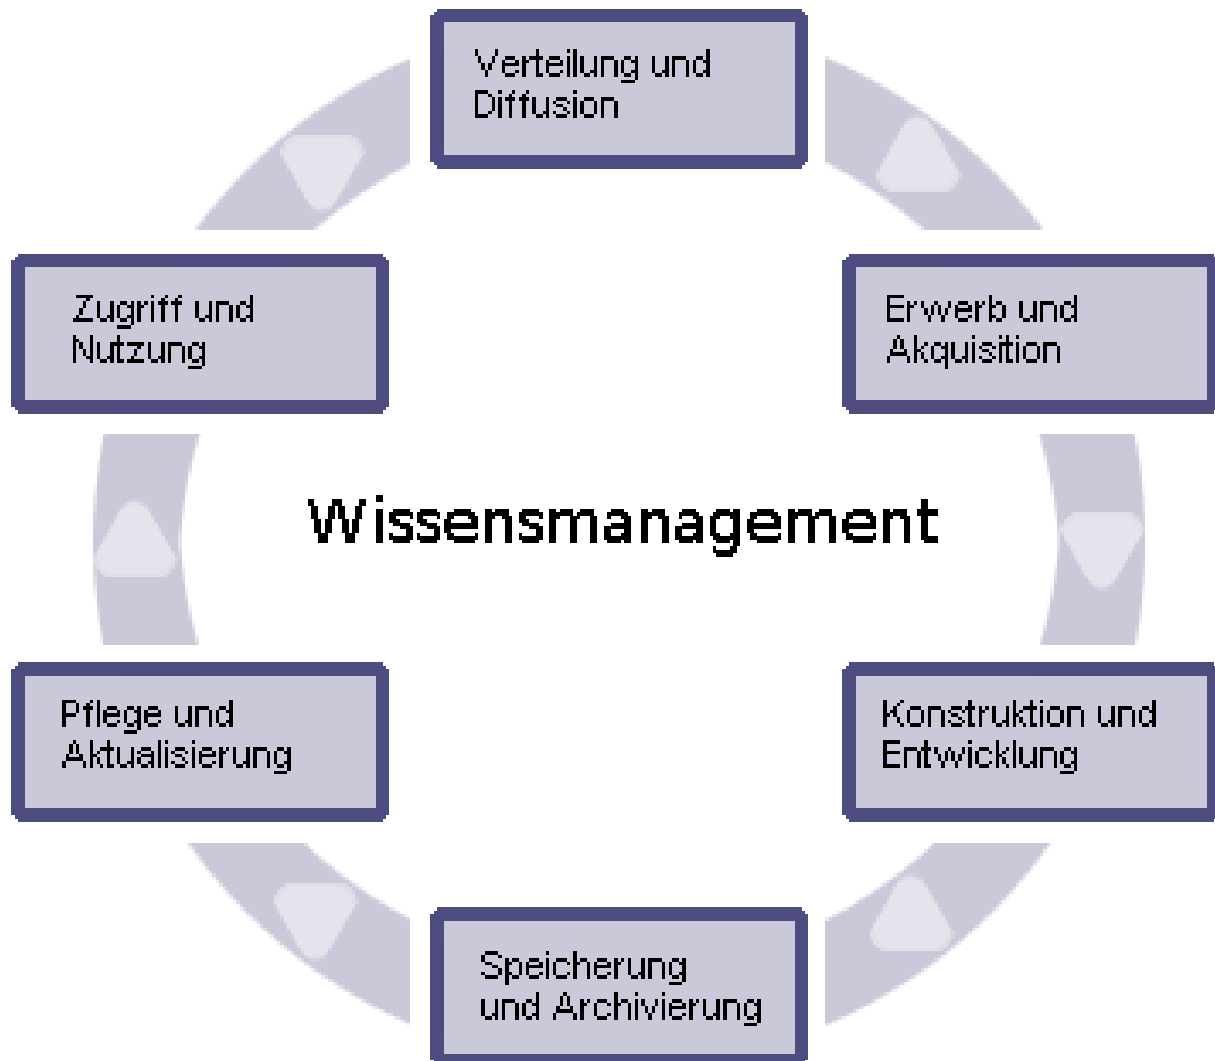 Verteilung und
Diffusion
Zugriff und
Nutzung
Erwerb und
Akquisition
Wissensmanagement
Pflege und
Aktualisierung
Konstruktion und
Entwicklung
Speicherung
und Archivierung